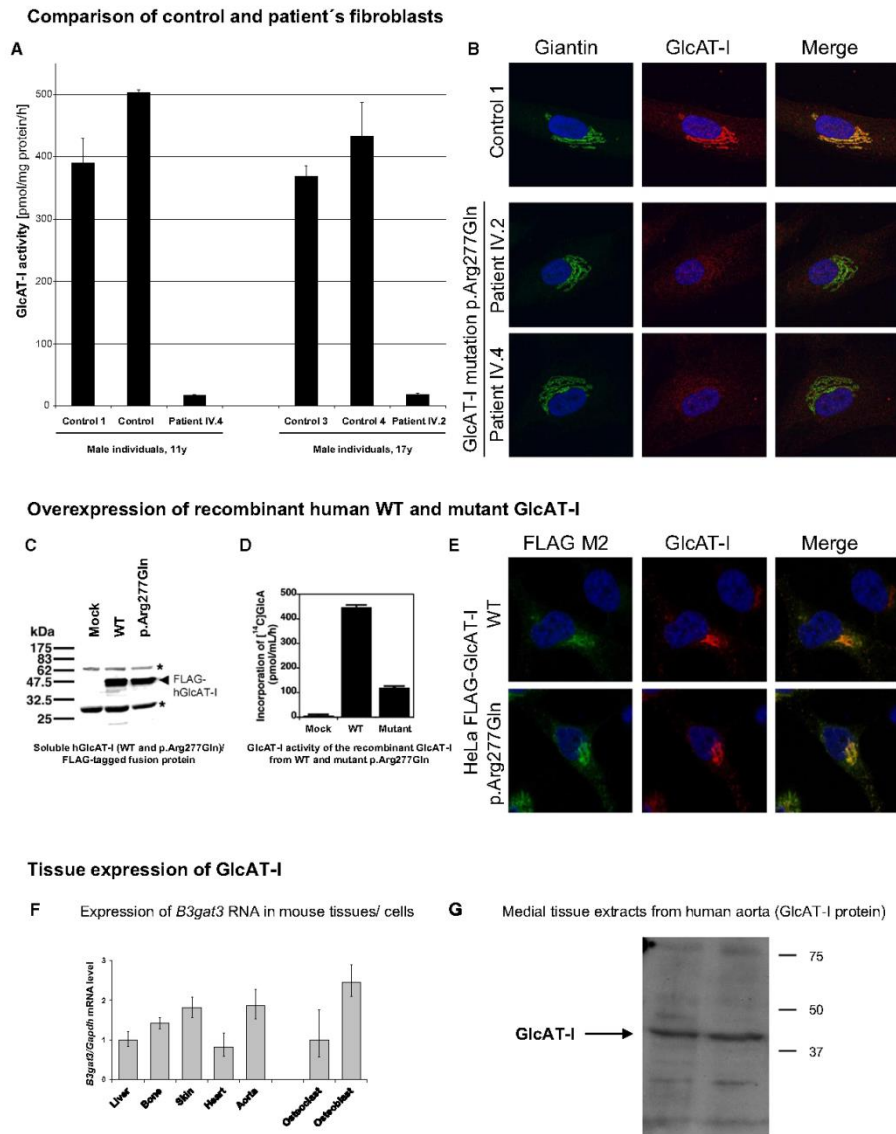 Comparison of control and patient´s fibroblasts
A
GlcAT-I activity [pmol/mg protein/h]
500
400
300
200
100
0
Control 1 Control Patient IV.4 Control 3 Control 4 Patient IV.2
Male individuals, 11y Male individuals, 17y
B
Giantin GlcAT-I Merge
Control 1
GlcAT-I mutation p.Arg277Gln
Patient IV.2
Patient IV.4
Overexpression of recombinant human WT and mutant GlcAT-I
C
Mock WT p.Arg277Gln
kDa
175
83
62
47.5
32.5
25
*
FLAG-
hGlcAT-I
*
Soluble hGlcAT-I (WT and p.Arg277Gln)/
FLAG-tagged fusion protein
D
Incorporation of [14C]GlcA
(pmol/mL/h)
500
400
300
200
100
0
Mock WT Mutant
GlcAT-I activity of the recombinant GlcAT-I
from WT and mutant p.Arg277Gln
E
FLAG M2 GlcAT-I Merge
HeLa FLAG-GlcAT-I
WT
p.Arg277Gln
Tissue expression of GlcAT-I
F Expression of B3gat3 RNA in mouse tissues/ cells
B3gat3/Gapdh mRNA level
3
2
1
0
Liver Bone Skin Heart Aorta Osteoclast Osteoblast
G Medial tissue extracts from human aorta (GlcAT-I protein)
GlcAT-I
75
50
37